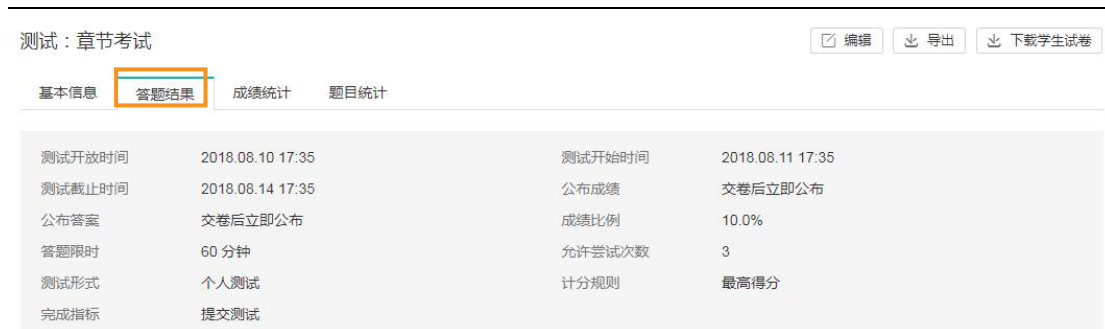 测试：章节考试 编辑 导出 下载学生试卷
基本信息 答题结果 成绩统计 题目统计
测试开放时间 2018.08.10 17:35 测试开始时间 2018.08.11 17:35
测试截止时间 2018.08.14 17:35 公布成绩 交卷后立即公布
公布答案 交卷后立即公布 成绩比例 10.0%
答题限时 60 分钟 允许尝试次数 3
测试形式 个人测试 计分规则 最高得分
完成指标 提交测试